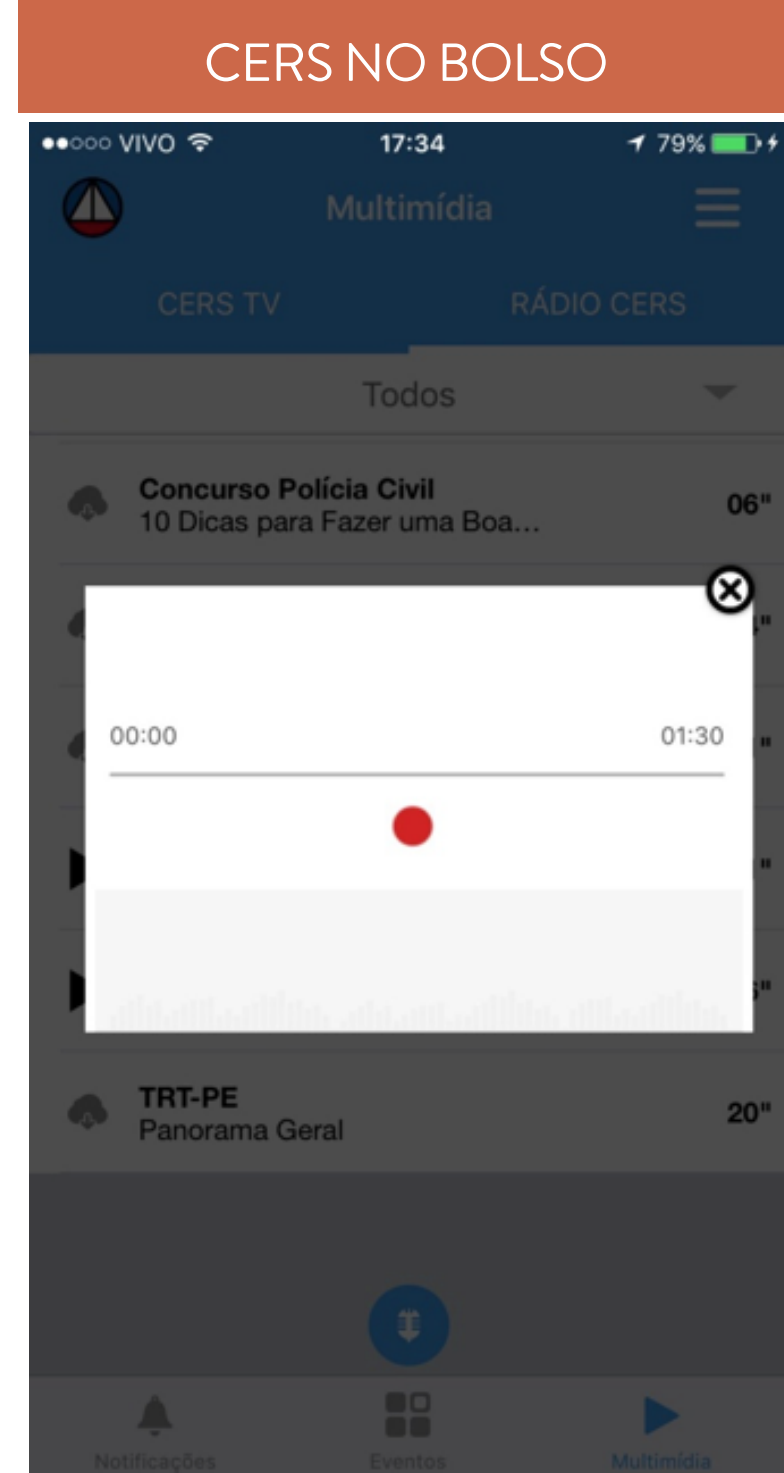 CERS NO BOLSO
VIVO 17:34 79%
Multimídia
CERS TV RÁDIO CERS
Todos
Concurso Polícia Civil
10 Dicas para Fazer uma Boa...
06"
00:00 01:30
TRT-PE
Panorama Geral
20"
Notificações Eventos Multimídia